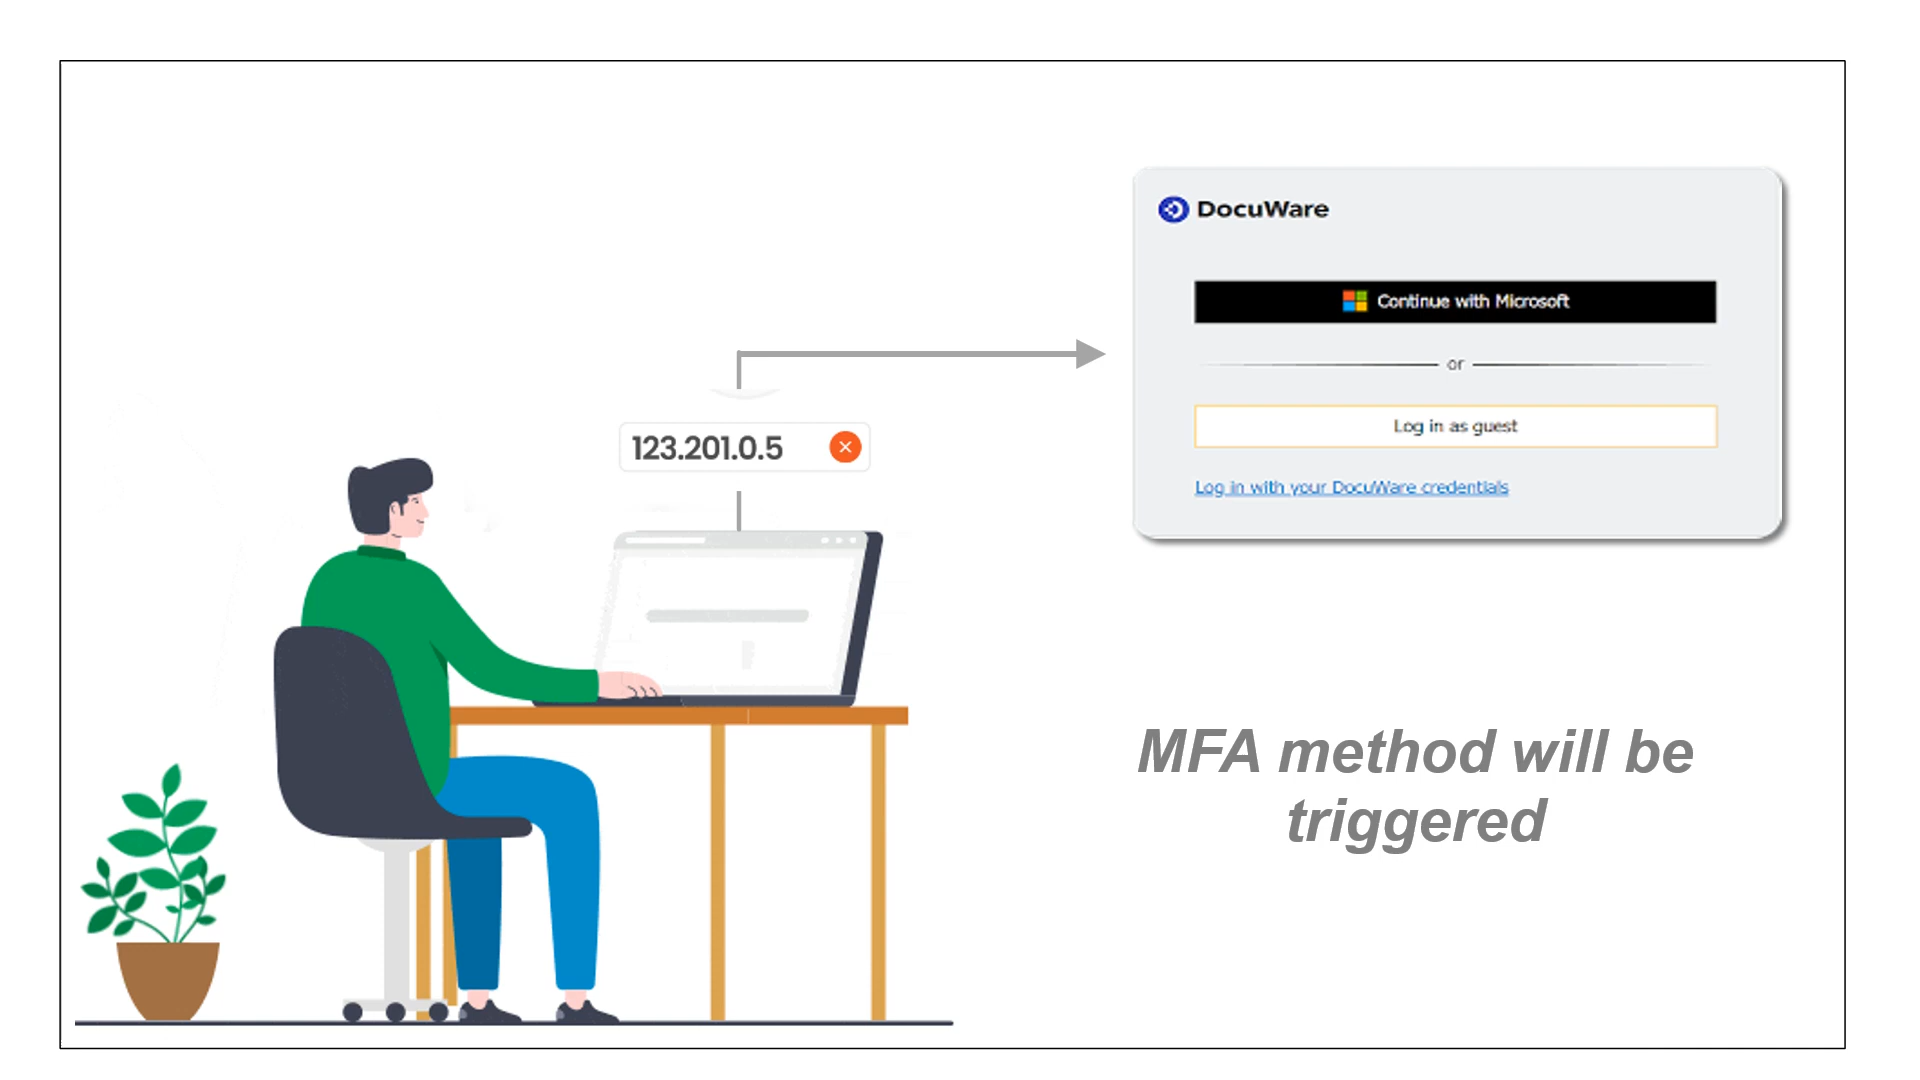 DocuWare
Continue with Microsoft
or
Log in as guest
Log in with your DocuWare credentials
123.201.0.5
MFA method will be
triggered